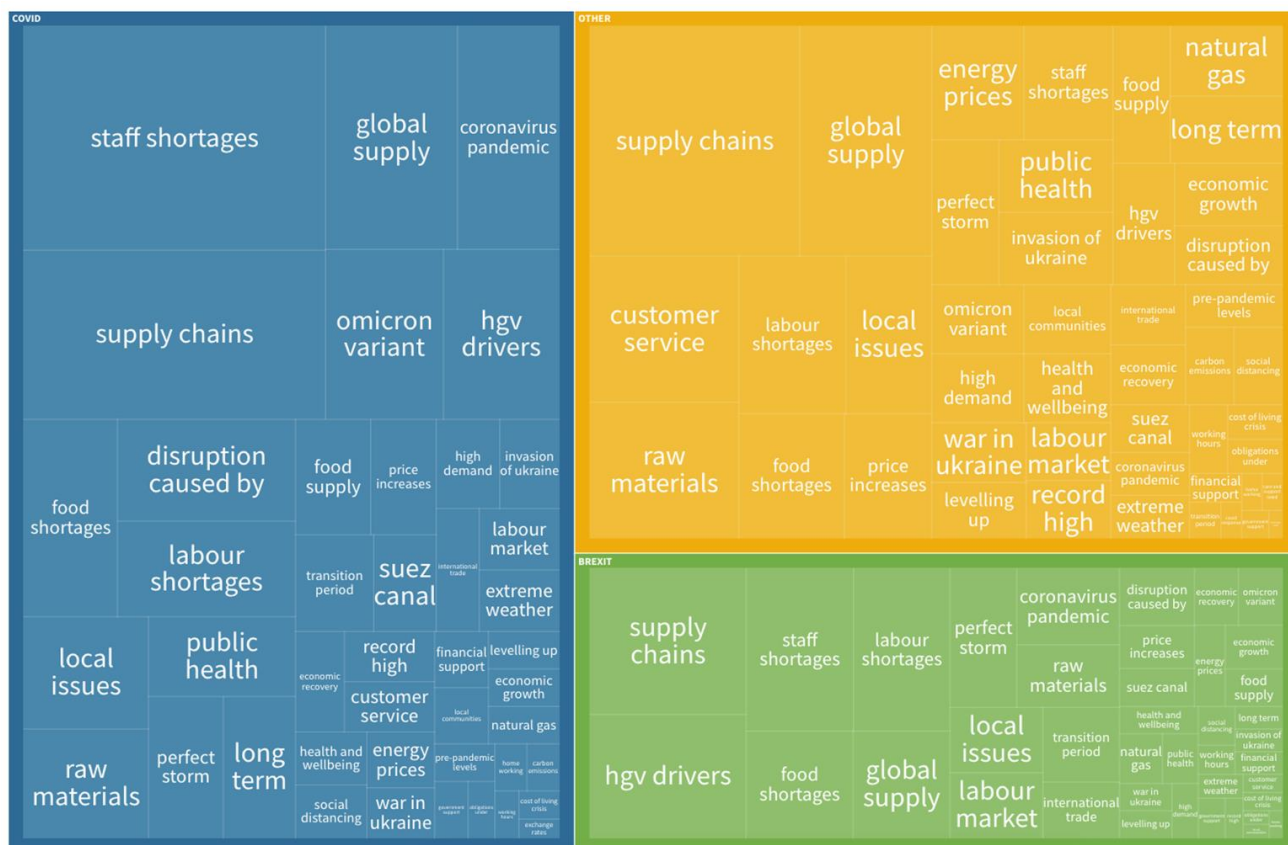 COVID
staff shortages
global
supply
coronavirus
pandemic
supply chains
omicron
variant
hgv
drivers
food
shortages
disruption
caused by
labour
shortages
food
supply
price
increases
high
demand
invasion
of ukraine
transition
period
suez
canal
international
trade
labour
market
extreme
weather
local
issues
public
health
raw
materials
perfect
storm
long
term
economic
recovery
record
high
customer
service
financial
support
levelling up
local
communities
economic
growth
natural gas
health and
wellbeing
energy
prices
social
distancing
war in
ukraine
pre-pandemic
levels
home
working
carbon
emissions
government
support
obligations
under
working
hours
cost of living
crisis
exchange
rates
OTHER
supply chains
global
supply
energy
prices
staff
shortages
food
supply
natural
gas
long term
perfect
storm
public
health
invasion of
ukraine
hgv
drivers
economic
growth
disruption
caused by
customer
service
labour
shortages
local
issues
raw
materials
food
shortages
price
increases
omicron
variant
local
communities
international
trade
pre-pandemic
levels
high
demand
health
and
wellbeing
economic
recovery
carbon
emissions
social
distancing
war in
ukraine
labour
market
suez
canal
working
hours
cost of living
crisis
obligations
under
coronavirus
pandemic
financial
support
levelling
up
record
high
extreme
weather
transition
period
government
support
BREXIT
supply
chains
staff
shortages
labour
shortages
perfect
storm
coronavirus
pandemic
raw
materials
disruption
caused by
economic
recovery
omicron
variant
price
increases
suez canal
energy
prices
economic
growth
food
supply
hgv drivers
food
shortages
global
supply
local
issues
labour
market
transition
period
international
trade
health and
wellbeing
social
distancing
long term
invasion of
ukraine
natural
gas
public
health
working
hours
financial
support
extreme
weather
customer
service
war in
ukraine
levelling up
high
demand
government
support
record
high
cost of living
crisis
obligations
under